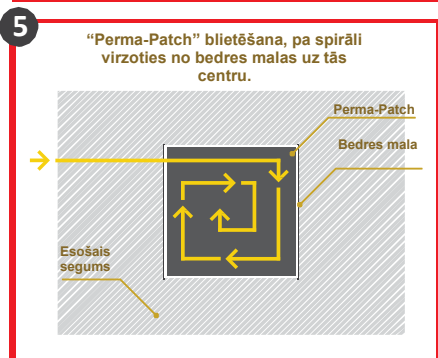 5
“Perma-Patch” blietēšana, pa spirāli
virzoties no bedres malas uz tās
centru.
Perma-Patch
Bedres mala
Esošais
segums